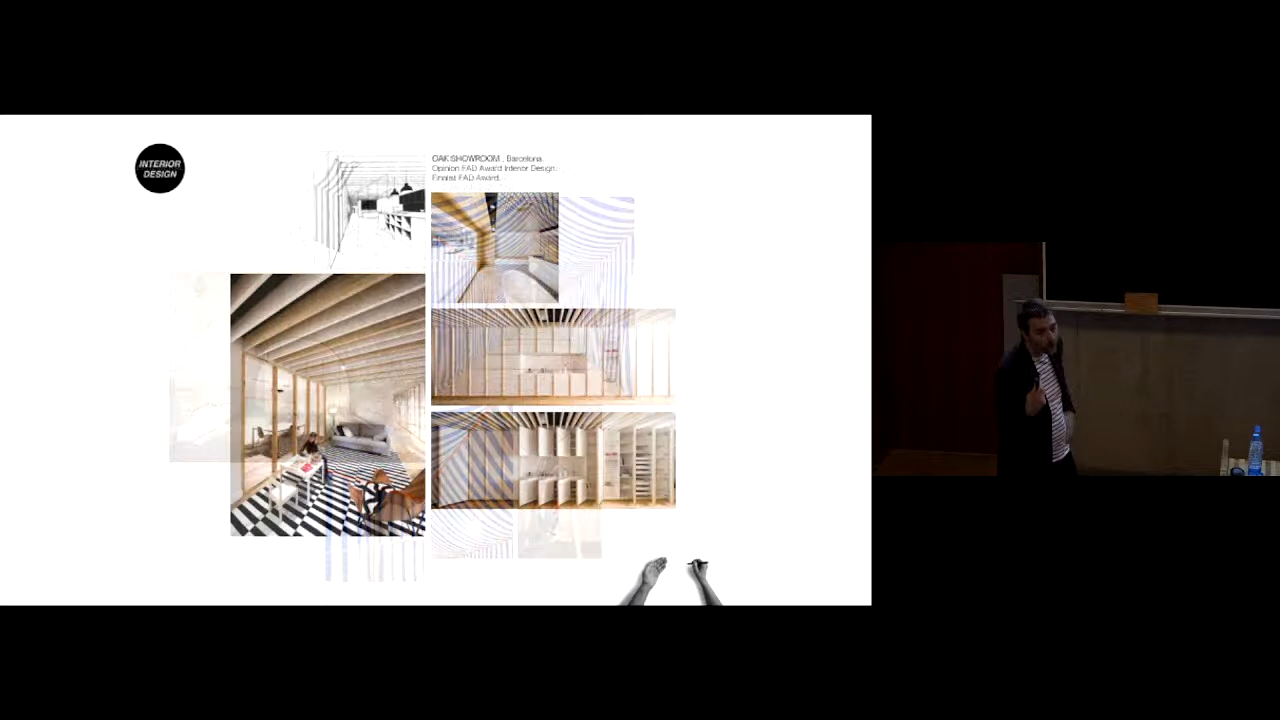 INTERIOR
DESIGN
OAK SHOWROOM , Barcelona.
Opinion FAD Award Interior Design.
Finalist FAD Award.